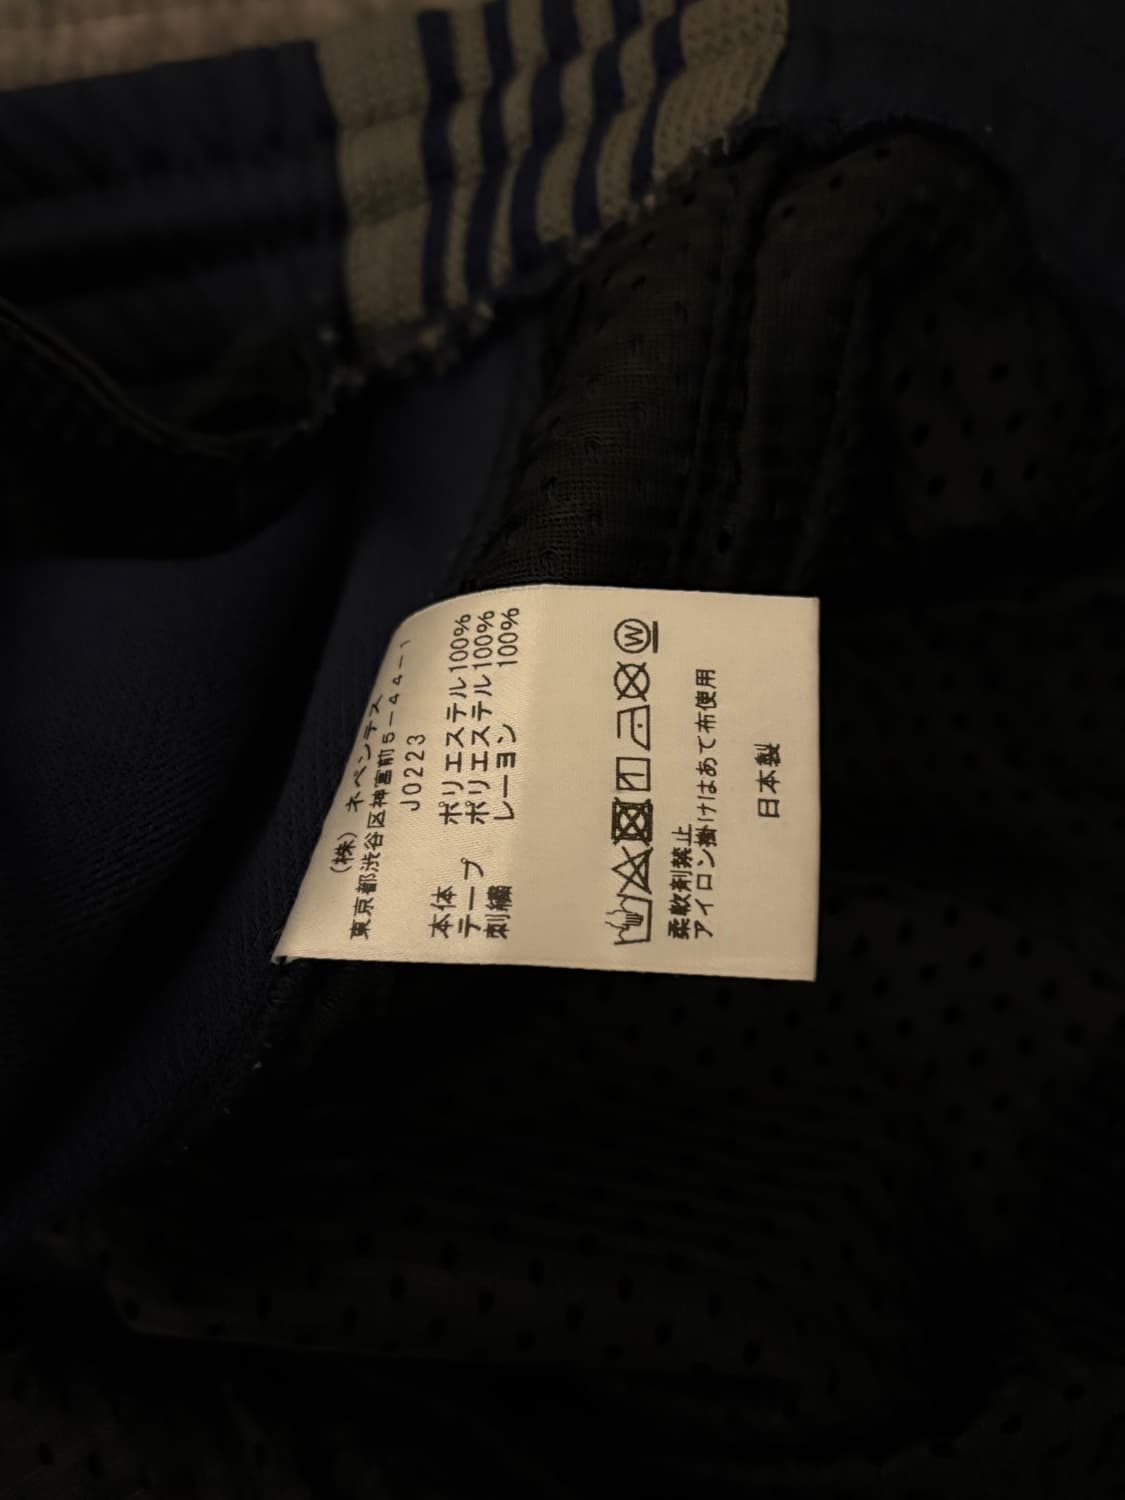 （株）ネペンテス
東京都渋谷区神宮前5-44-1
J0223
本体 ポリエステル100%
テープ ポリエステル100%
刺繍 レーヨン 100%
1 W
柔軟剤禁止
アイロン掛けはあて布使用
日本製